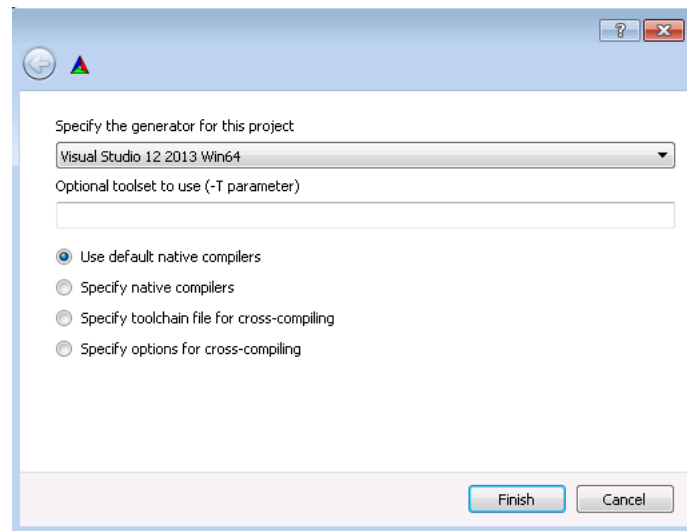 Specify the generator for this project
Visual Studio 12 2013 Win64
Optional toolset to use (-T parameter)
Use default native compilers
Specify native compilers
Specify toolchain file for cross-compiling
Specify options for cross-compiling
Finish Cancel